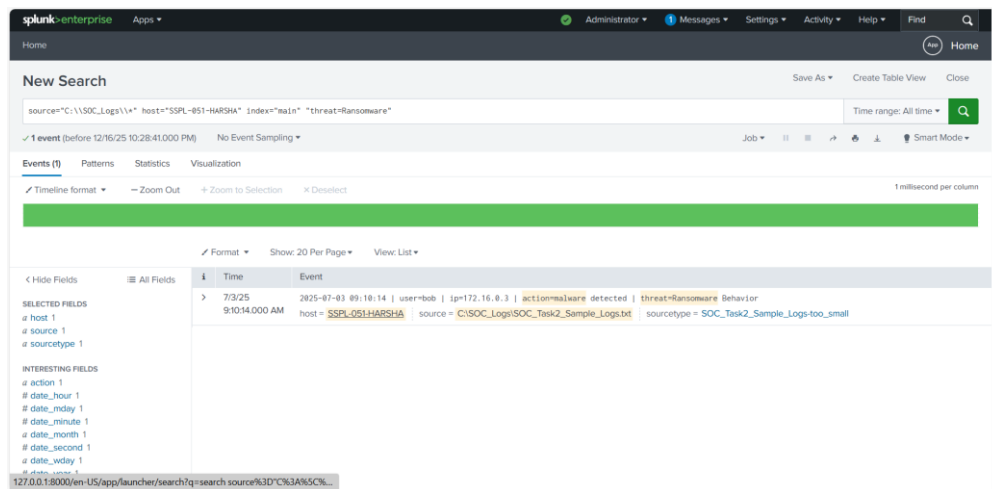 splunk>enterprise Apps ▾ Administrator ▾ 1 Messages ▾ Settings ▾ Activity ▾ Help ▾ Find
Home App Home
New Search Save As ▾ Create Table View Close
source="C:\\SOC_Logs\\*" host="SSPL-051-HARSHA" index="main" "threat=Ransomware" Time range: All time ▾
✓ 1 event (before 12/16/25 10:28:41.000 PM) No Event Sampling ▾ Job ▾ Smart Mode ▾
Events (1) Patterns Statistics Visualization
Timeline format ▾ — Zoom Out + Zoom to Selection × Deselect 1 millisecond per column
Format ▾ Show: 20 Per Page ▾ View: List ▾
< Hide Fields All Fields i Time Event
SELECTED FIELDS
a host 1
a source 1
a sourcetype 1
INTERESTING FIELDS
a action 1
# date_hour 1
# date_mday 1
# date_minute 1
a date_month 1
# date_second 1
a date_wday 1
# date_year 1
> 7/3/25 9:10:14.000 AM
2025-07-03 09:10:14 | user=bob | ip=172.16.0.3 | action=malware detected | threat=Ransomware Behavior
host = SSPL-051-HARSHA source = C:\SOC_Logs\SOC_Task2_Sample_Logs.txt sourcetype = SOC_Task2_Sample_Logs-too_small
127.0.0.1:8000/en-US/app/launcher/search?q=search source%3D"C%3A%5C%...